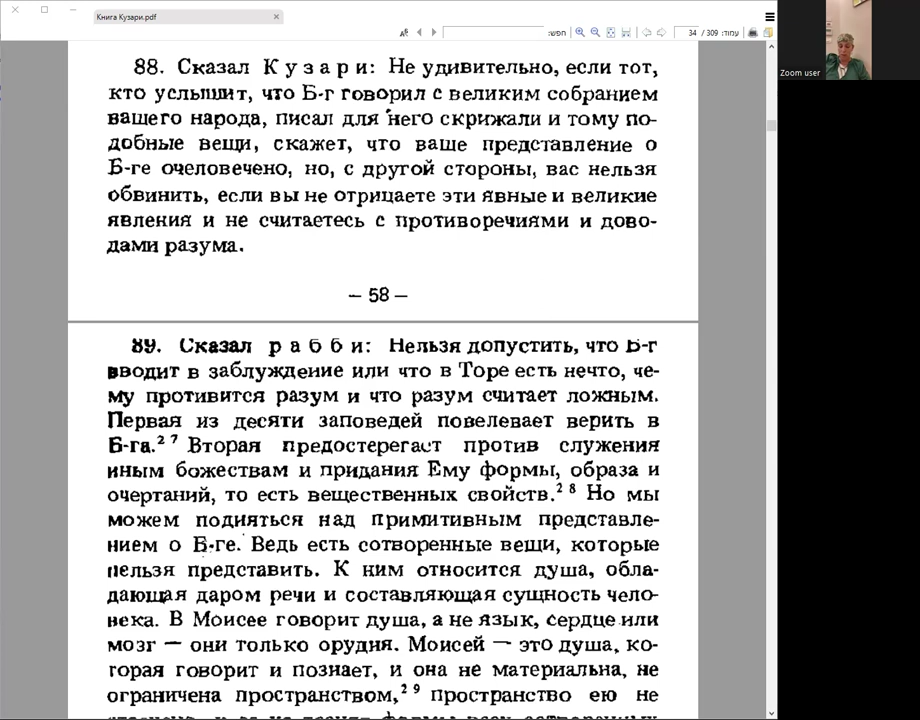 Книга Кузари.pdf
חפש:
עמוד: 309 / 34
Zoom user
88. Сказал К у з а р и: Не удивительно, если тот,
кто услышит, что Б-г говорил с великим собранием
вашего народа, писал для него скрижали и тому по-
добные вещи, скажет, что ваше представление о
Б-ге очеловечено, но, с другой стороны, вас нельзя
обвинить, если вы не отрицаете эти явные и великие
явления и не считаетесь с противоречиями и дово-
дами разума.
– 58 –
89. Сказал р а б б и: Нельзя допустить, что Б-г
вводит в заблуждение или что в Торе есть нечто, че-
му противится разум и что разум считает ложным.
Первая из десяти заповедей повелевает верить в
Б-га.²⁷ Вторая предостерегает против служения
иным божествам и придания Ему формы, образа и
очертаний, то есть вещественных свойств.²⁸ Но мы
можем подняться над примитивным представле-
нием о Б-ге. Ведь есть сотворенные вещи, которые
нельзя представить. К ним относится душа, обла-
дающая даром речи и составляющая сущность чело-
века. В Моисее говорит душа, а не язык, сердце или
мозг — они только орудия. Моисей — это душа, ко-
торая говорит и познает, и она не материальна, не
ограничена пространством,²⁹ пространство ею не